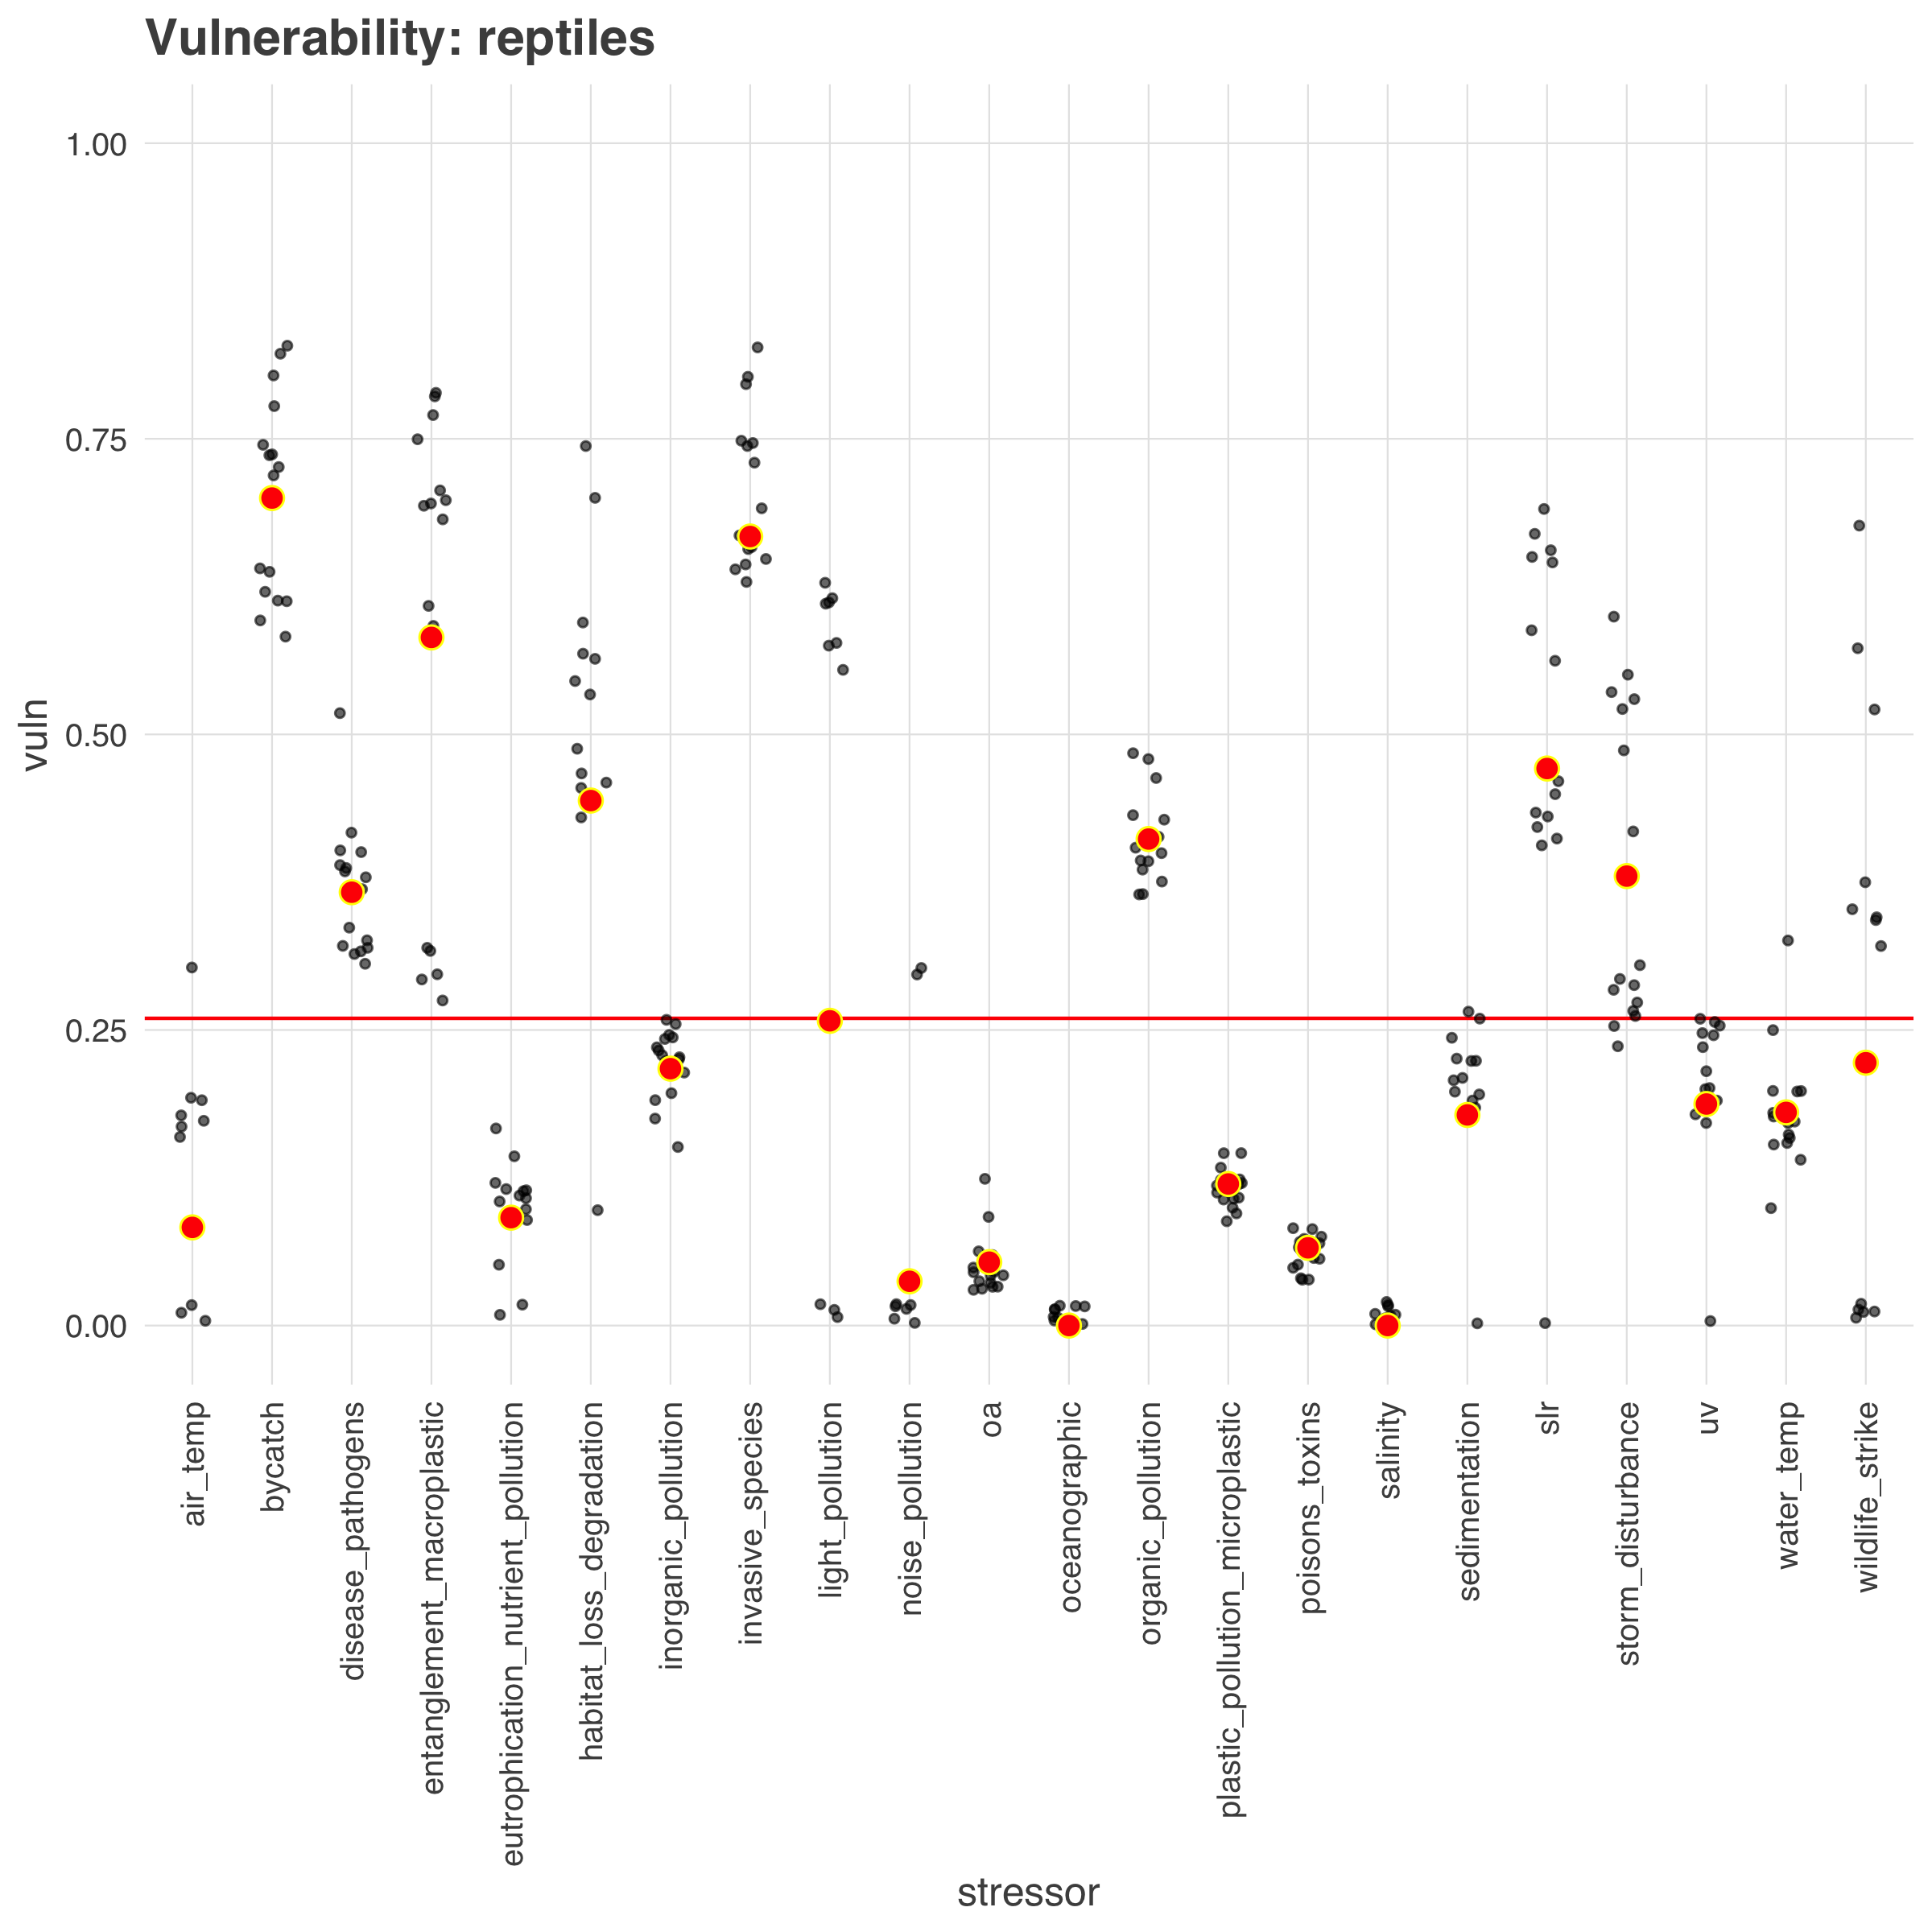 Vulnerability: reptiles
1.00
0.75
0.50
0.25
0.00
vuln
air_temp
bycatch
disease_pathogens
entanglement_macroplastic
eutrophication_nutrient_pollution
habitat_loss_degradation
inorganic_pollution
invasive_species
light_pollution
noise_pollution
oa
oceanographic
organic_pollution
plastic_pollution_microplastic
poisons_toxins
salinity
sedimentation
slr
storm_disturbance
uv
water_temp
wildlife_strike
stressor